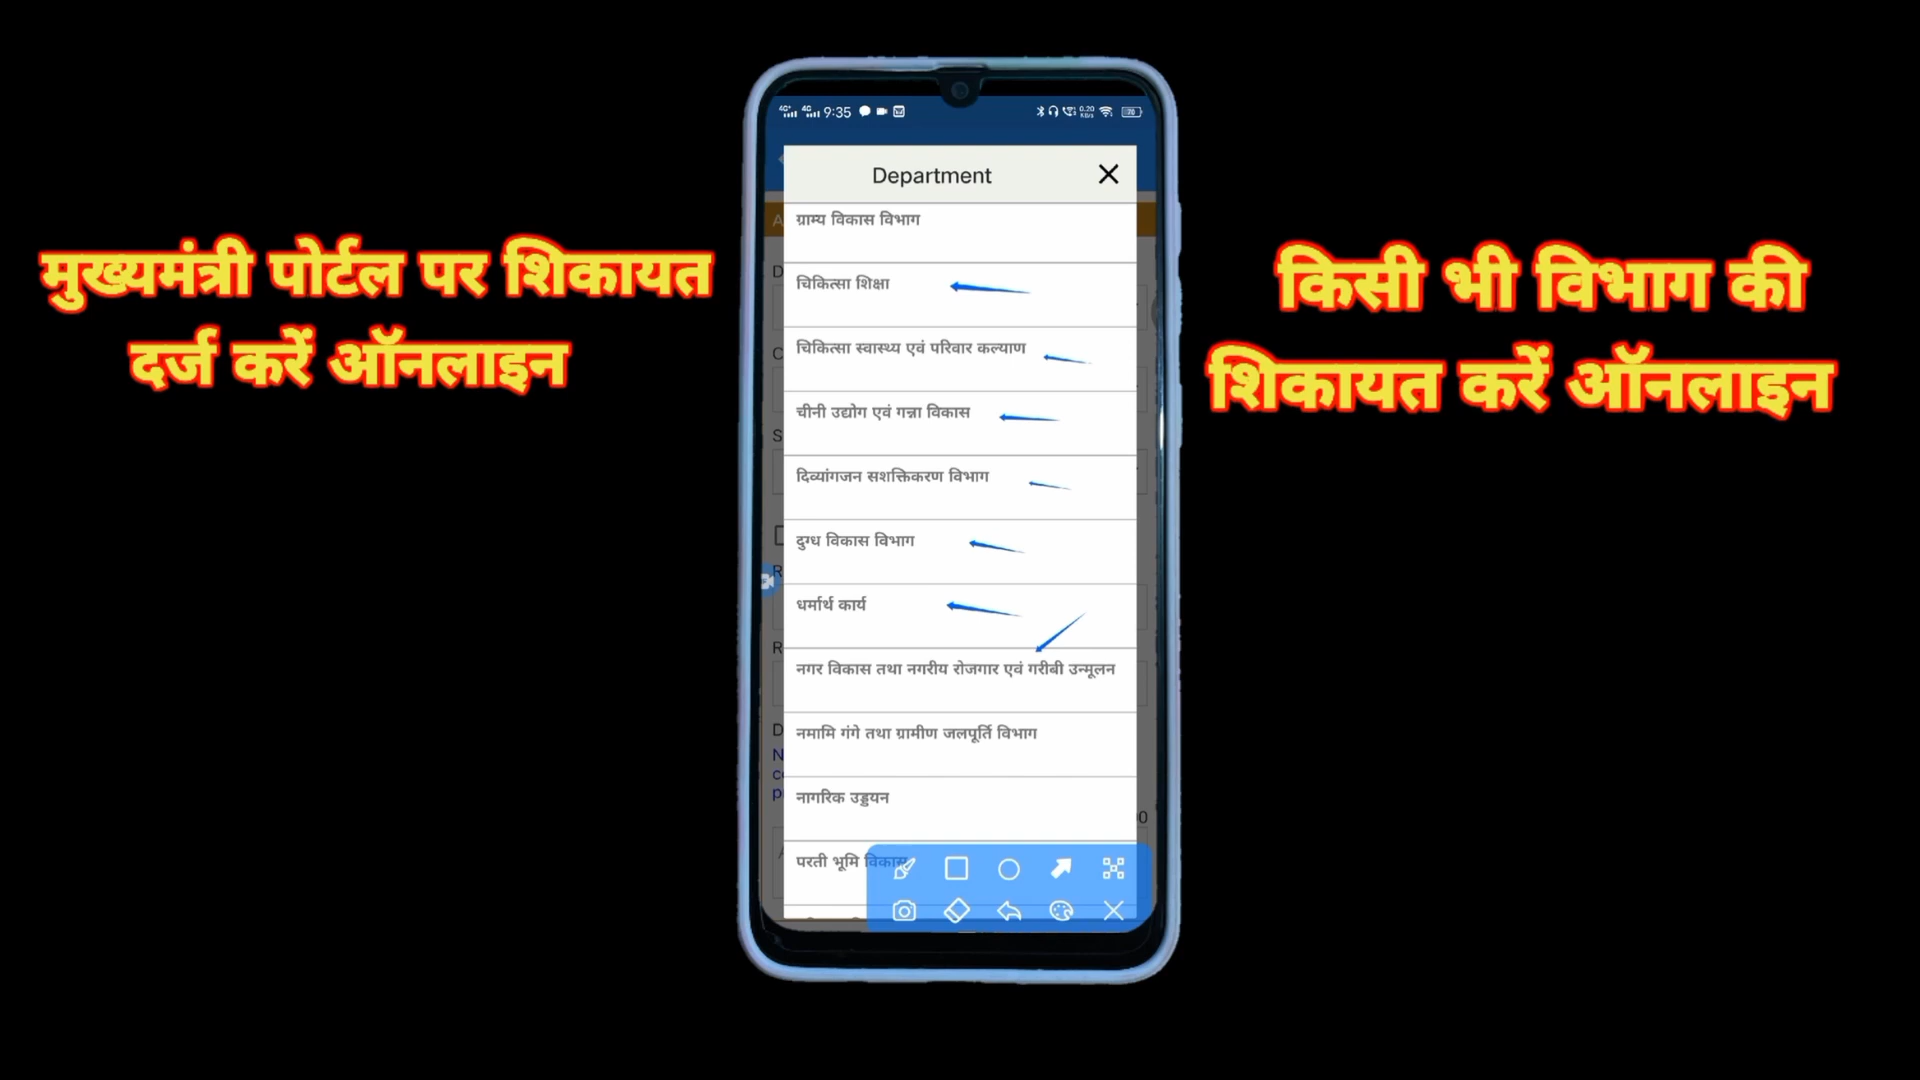 मुख्यमंत्री पोर्टल पर शिकायत
दर्ज करें ऑनलाइन
9:35
Department
ग्राम्य विकास विभाग
चिकित्सा शिक्षा
चिकित्सा स्वास्थ्य एवं परिवार कल्याण
चीनी उद्योग एवं गन्ना विकास
दिव्यांगजन सशक्तिकरण विभाग
दुग्ध विकास विभाग
धर्मार्थ कार्य
नगर विकास तथा नगरीय रोजगार एवं गरीबी उन्मूलन
नमामि गंगे तथा ग्रामीण जलपूर्ति विभाग
नागरिक उड्डयन
परती भूमि विकास
किसी भी विभाग की
शिकायत करें ऑनलाइन